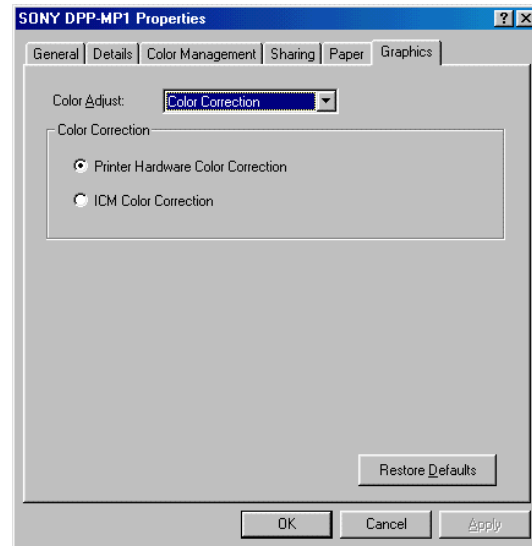 SONY DPP-MP1 Properties
General Details Color Management Sharing Paper Graphics
Color Adjust: Color Correction
Color Correction
Printer Hardware Color Correction
ICM Color Correction
Restore Defaults
OK Cancel Apply